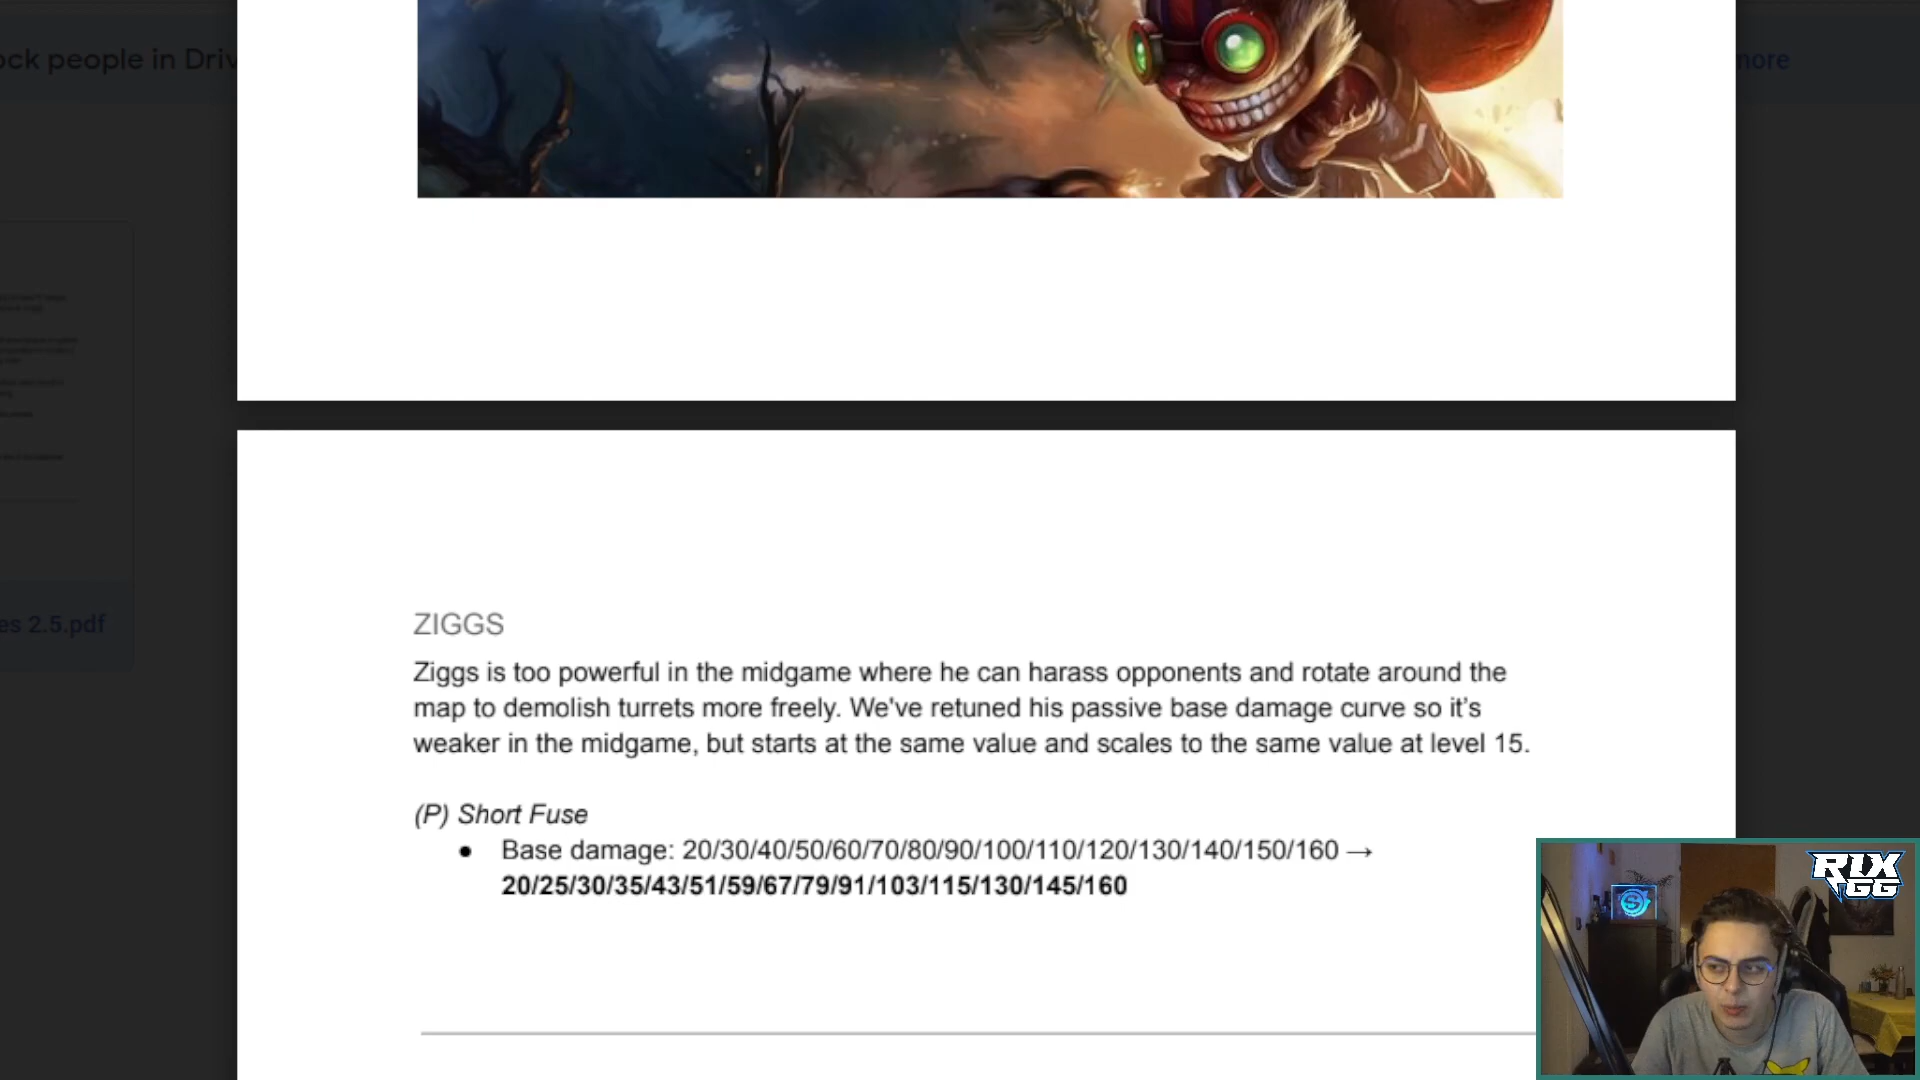 ock people in Driv
more
es 2.5.pdf
ZIGGS
Ziggs is too powerful in the midgame where he can harass opponents and rotate around the
map to demolish turrets more freely. We've retuned his passive base damage curve so it’s
weaker in the midgame, but starts at the same value and scales to the same value at level 15.
(P) Short Fuse
● Base damage: 20/30/40/50/60/70/80/90/100/110/120/130/140/150/160 →
20/25/30/35/43/51/59/67/79/91/103/115/130/145/160
RIX
GG